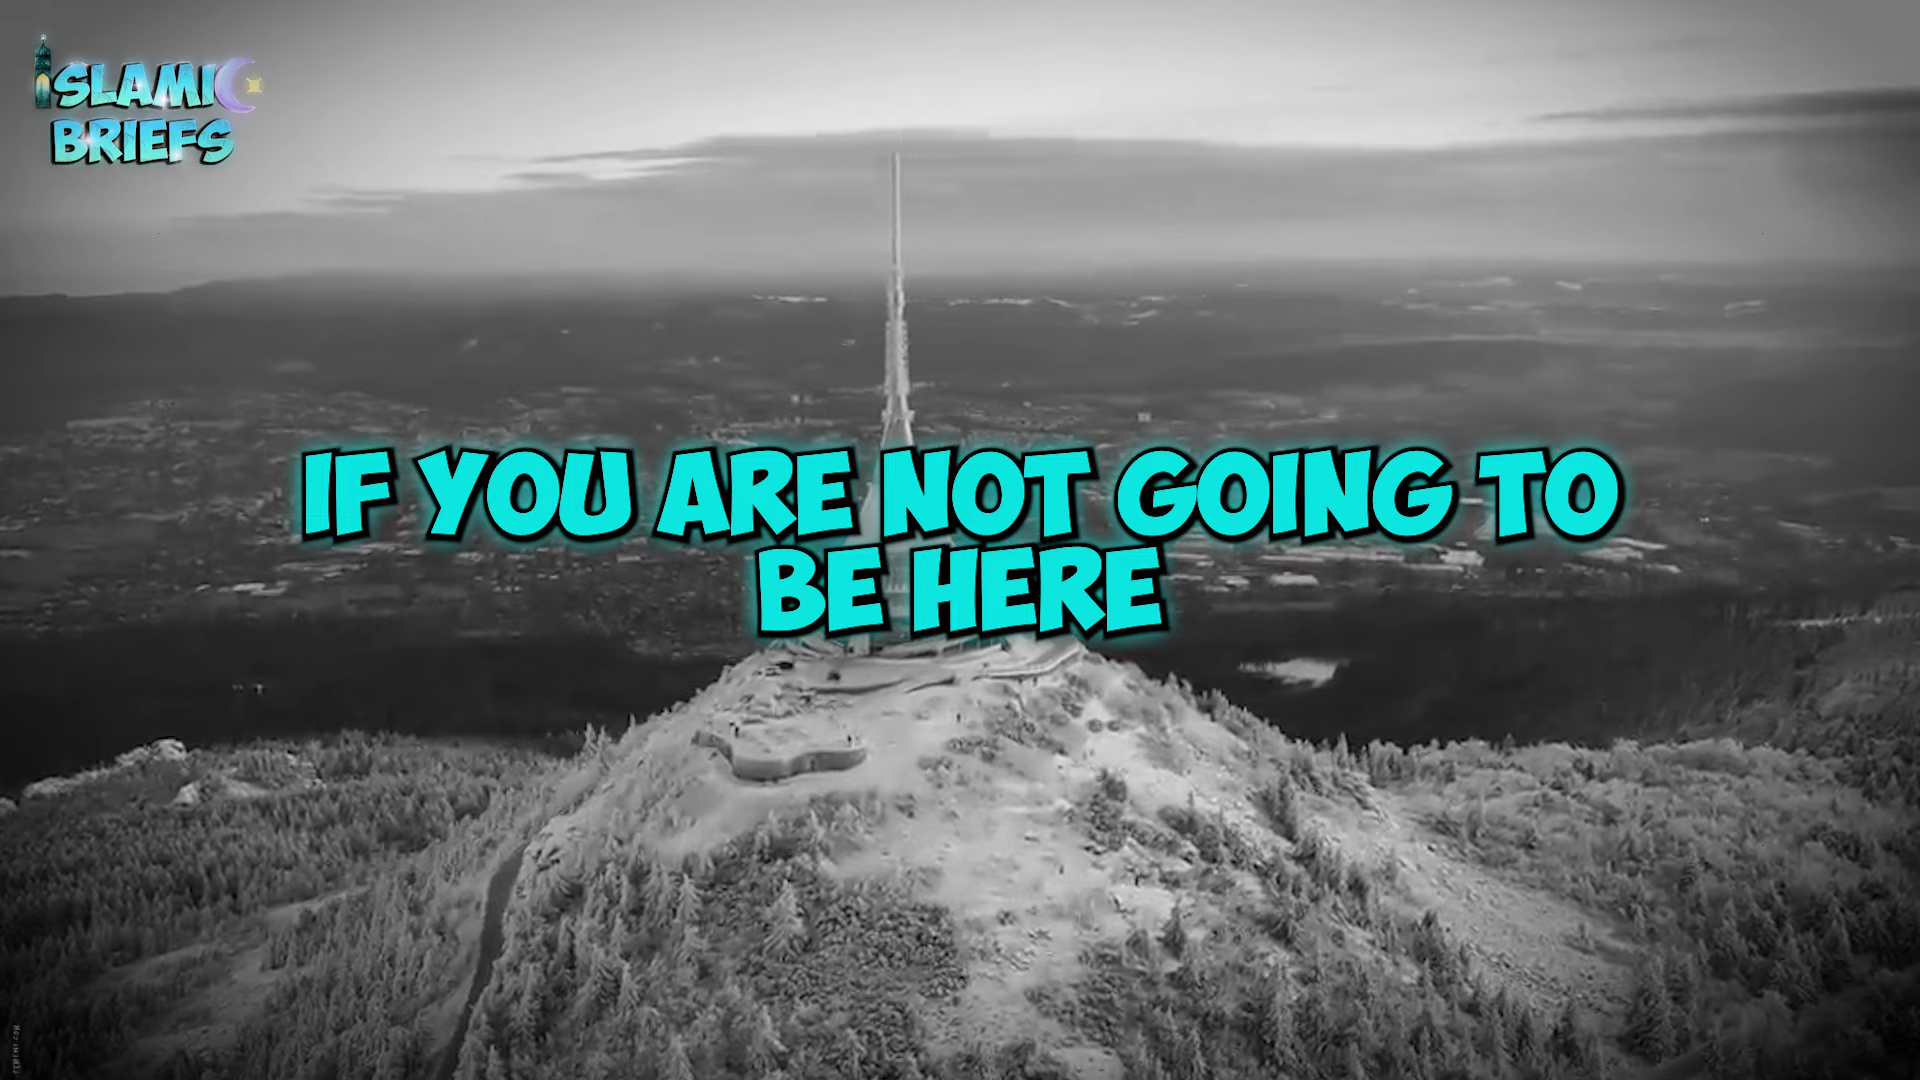 ISLAMIC
BRIEFS
IF YOU ARE NOT GOING TO
BE HERE